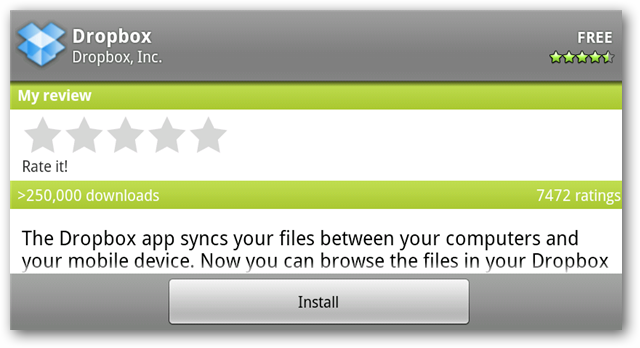 Dropbox
FREE
Dropbox, Inc.
My review
Rate it!
>250,000 downloads
7472 ratings
The Dropbox app syncs your files between your computers and
your mobile device. Now you can browse the files in your Dropbox
Install